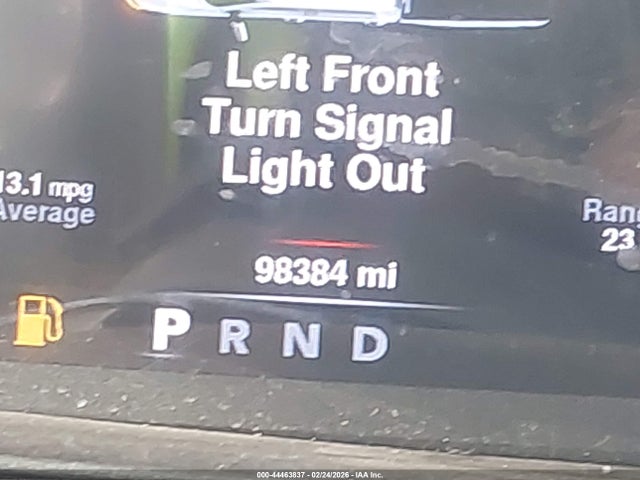 Left Front
Turn Signal
Light Out
13.1 mpg
Average
23
98384 mi
P R N D
000-44463837 - 02/24/2026 - IAA Inc.